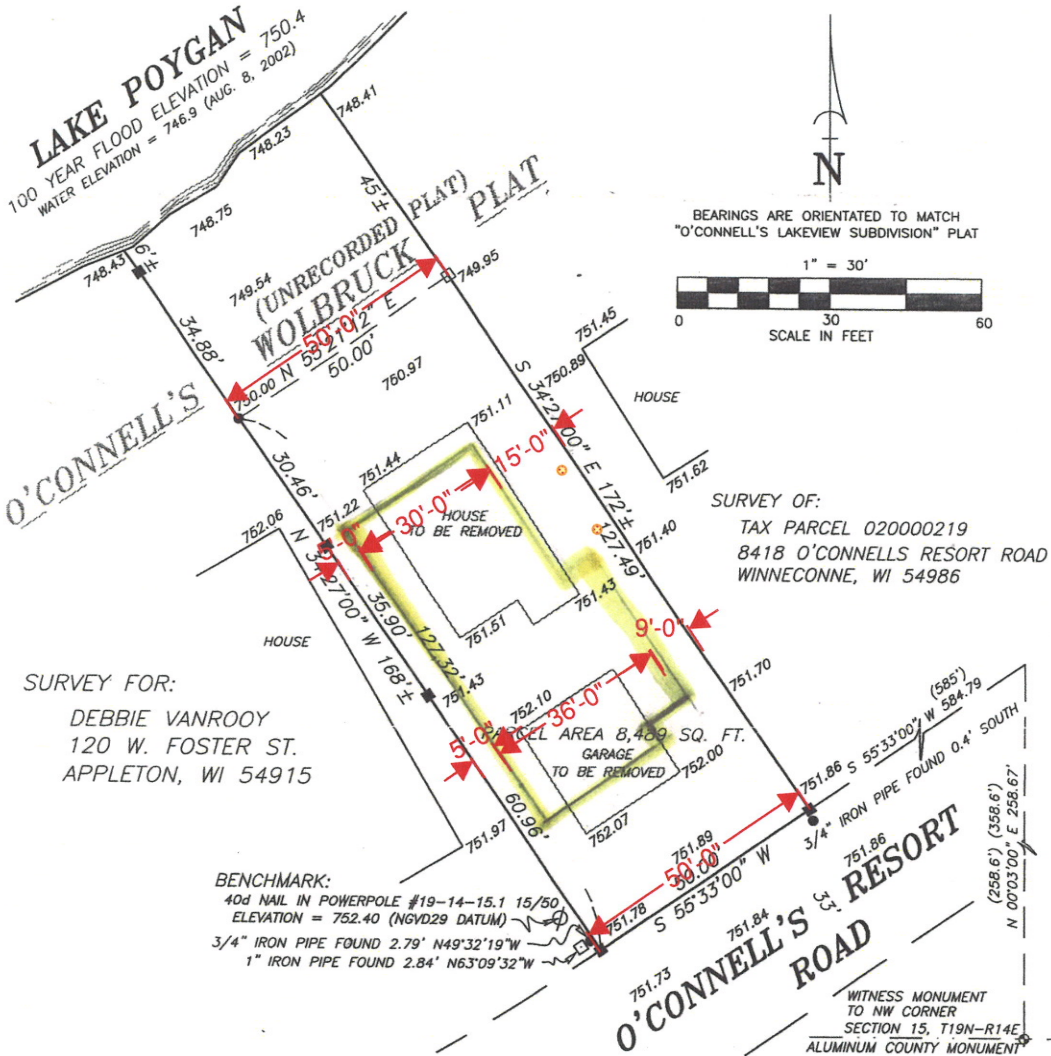 LAKE POYGAN
100 YEAR FLOOD ELEVATION = 750.4
WATER ELEVATION = 746.9 (AUG. 8, 2002)
N
BEARINGS ARE ORIENTATED TO MATCH
"O'CONNELL'S LAKEVIEW SUBDIVISION" PLAT
1" = 30'
0 30 60
SCALE IN FEET
748.41
748.23
748.75
748.43
6'±
45'±
749.54
749.95
O'CONNELL'S
PLAT
(UNRECORDED PLAT)
WOLBRUCK
50'-0"
50.00'
34.88'
750.00
750.97
30.46'
751.45
750.89
HOUSE
751.62
S 34°27'00" E 172'±
127.49'
751.11
751.44
751.22
752.06
15'-0"
30'-0"
HOUSE
TO BE REMOVED
751.40
751.43
751.51
SURVEY OF:
TAX PARCEL 020000219
8418 O'CONNELLS RESORT ROAD
WINNECONNE, WI 54986
HOUSE
35.90'
127.32'
751.43
9'-0"
751.70
SURVEY FOR:
DEBBIE VANROOY
120 W. FOSTER ST.
APPLETON, WI 54915
752.10
36'-0"
5'-0"
PARCEL AREA 8,489 SQ. FT.
GARAGE
TO BE REMOVED
752.00
752.07
60.96'
751.97
751.86
(585')
S 55°33'00" W 584.79
3/4" IRON PIPE FOUND 0.4' SOUTH
(258.6') (358.6')
N 00°03'00" E 258.67'
751.89
50'-0"
50.00'
S 55°33'00" W
751.86
751.78
751.84
33'
751.73
BENCHMARK:
40d NAIL IN POWERPOLE #19-14-15.1 15/50
ELEVATION = 752.40 (NGVD29 DATUM)
3/4" IRON PIPE FOUND 2.79' N49°32'19"W
1" IRON PIPE FOUND 2.84' N63°09'32"W
O'CONNELL'S RESORT
ROAD
WITNESS MONUMENT
TO NW CORNER
SECTION 15, T19N-R14E
ALUMINUM COUNTY MONUMENT